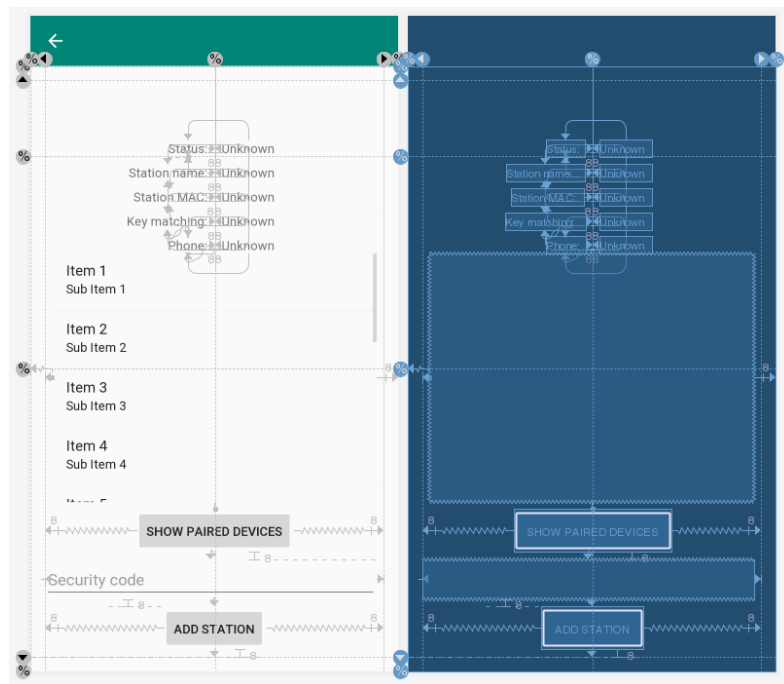 Status: Unknown
Station name: Unknown
Station MAC: Unknown
Key matching: Unknown
Phone: Unknown
Item 1
Sub Item 1
Item 2
Sub Item 2
Item 3
Sub Item 3
Item 4
Sub Item 4
Item 5
SHOW PAIRED DEVICES
Security code
ADD STATION
Status: Unknown
Station name: Unknown
Station MAC: Unknown
Key matching: Unknown
Phone: Unknown
SHOW PAIRED DEVICES
ADD STATION